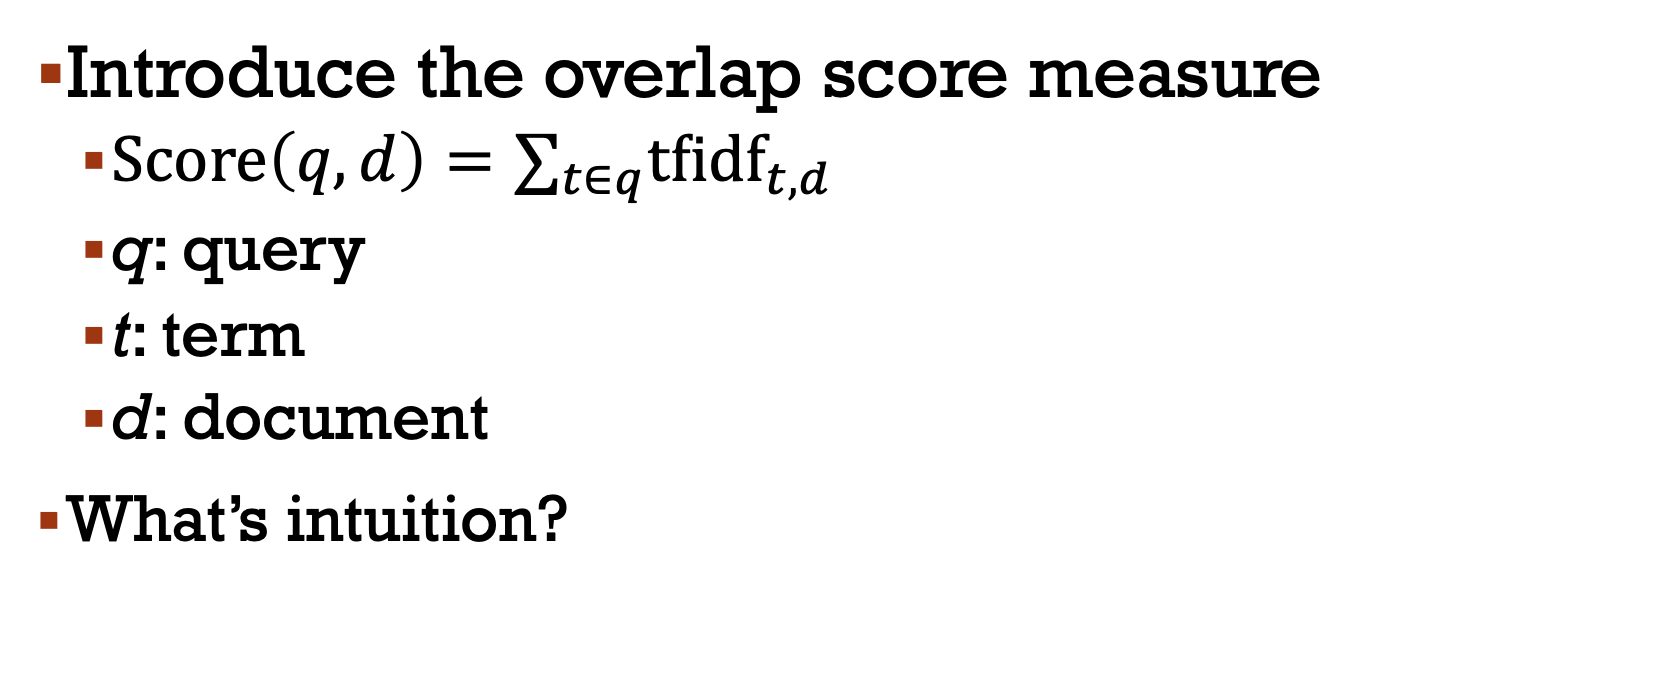 ▪Introduce the overlap score measure
▪Score(q, d) = ∑t∈q tfidft,d
▪q: query
▪t: term
▪d: document
▪What’s intuition?